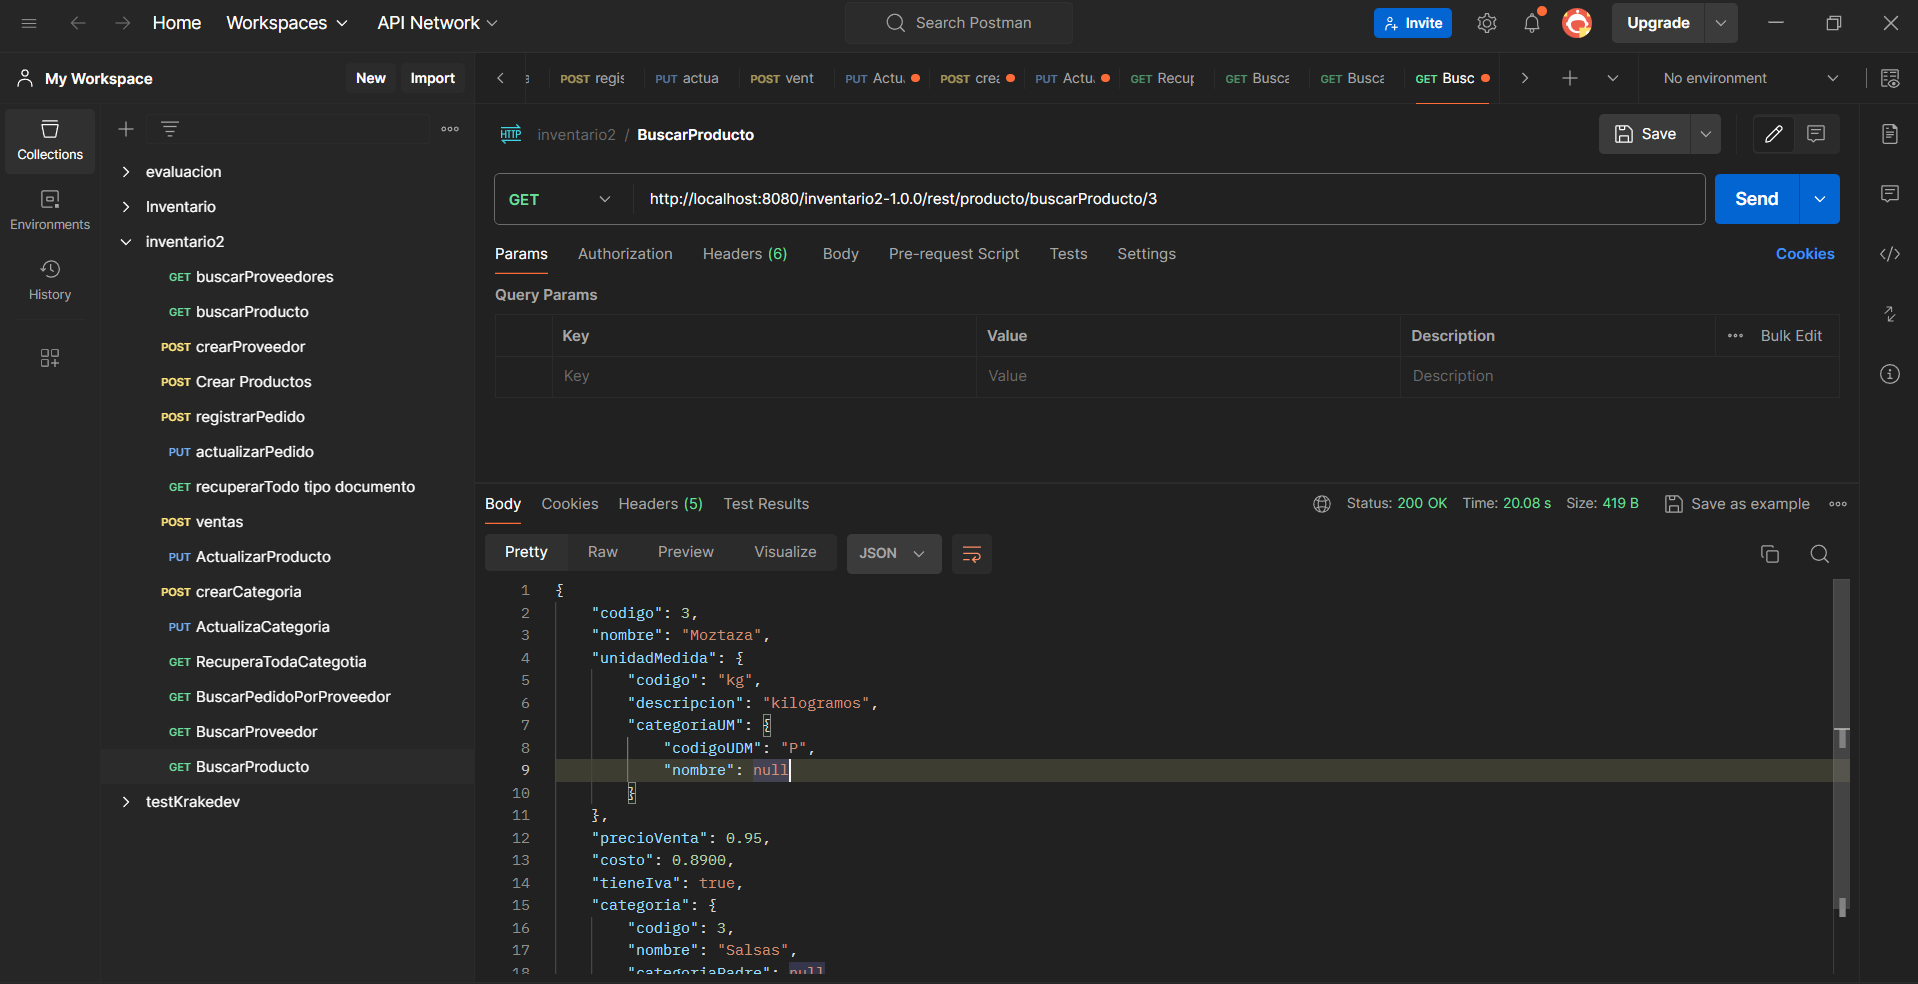 Home Workspaces API Network Search Postman Invite Upgrade
My Workspace New Import
POST regis PUT actua POST vent PUT Actu POST crea PUT Actu GET Recup GET Busca GET Busca GET Busc No environment
Collections
Environments
History
evaluacion
Inventario
inventario2
GET buscarProveedores
GET buscarProducto
POST crearProveedor
POST Crear Productos
POST registrarPedido
PUT actualizarPedido
GET recuperarTodo tipo documento
POST ventas
PUT ActualizarProducto
POST crearCategoria
PUT ActualizaCategoria
GET RecuperaTodaCategotia
GET BuscarPedidoPorProveedor
GET BuscarProveedor
GET BuscarProducto
testKrakedev
HTTP inventario2 / BuscarProducto Save
GET http://localhost:8080/inventario2-1.0.0/rest/producto/buscarProducto/3 Send
Params Authorization Headers (6) Body Pre-request Script Tests Settings Cookies
Query Params
Key Value Description Bulk Edit
Key Value Description
Body Cookies Headers (5) Test Results Status: 200 OK Time: 20.08 s Size: 419 B Save as example
Pretty Raw Preview Visualize JSON
1 {
2 "codigo": 3,
3 "nombre": "Moztaza",
4 "unidadMedida": {
5 "codigo": "kg",
6 "descripcion": "kilogramos",
7 "categoriaUM": {
8 "codigoUDM": "P",
9 "nombre": null
10 }
11 },
12 "precioVenta": 0.95,
13 "costo": 0.8900,
14 "tieneIva": true,
15 "categoria": {
16 "codigo": 3,
17 "nombre": "Salsas",
18 "categoriaPadre": null